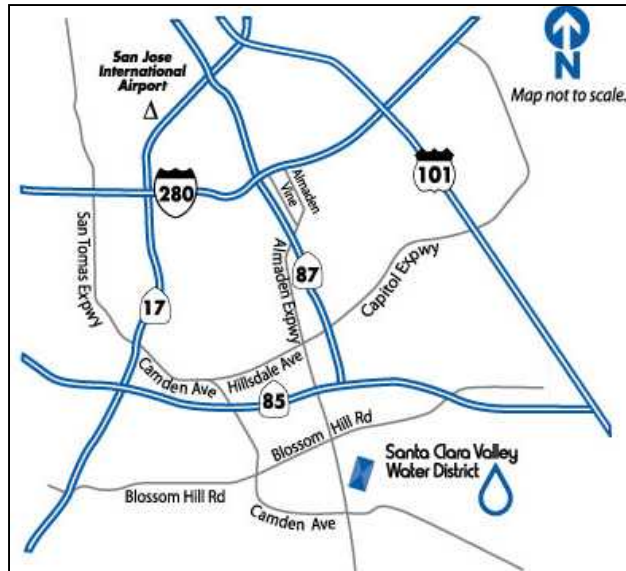 San Jose
International
Airport
N
Map not to scale.
280
101
Almaden
Vine
San Tomas Expwy
Almaden Expwy
87
Capitol Expwy
17
Camden Ave
Hillsdale Ave
85
Blossom Hill Rd
Santa Clara Valley
Water District
Blossom Hill Rd
Camden Ave